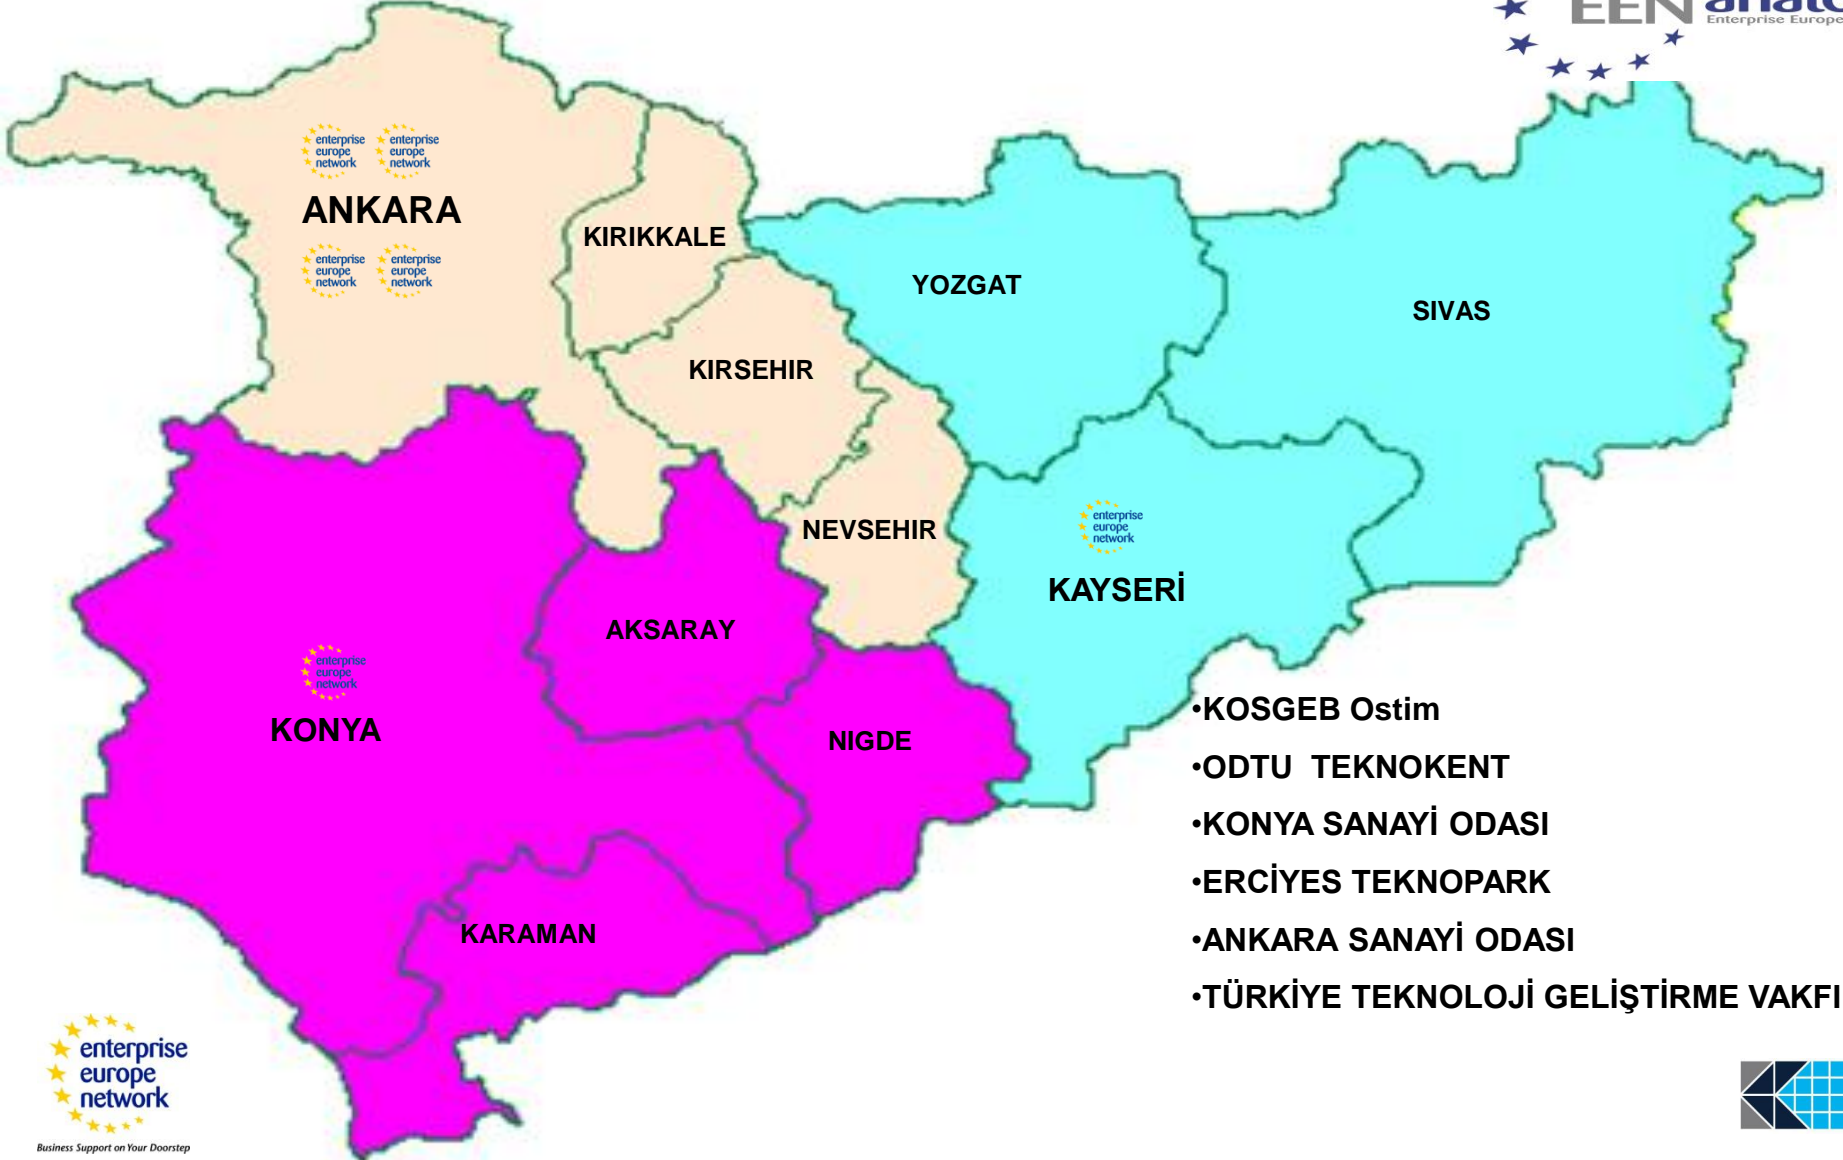 EEN
Enterprise Europe
enterprise
europe
network
enterprise
europe
network
ANKARA
enterprise
europe
network
enterprise
europe
network
KIRIKKALE
YOZGAT
SIVAS
KIRSEHIR
NEVSEHIR
enterprise
europe
network
KAYSERİ
AKSARAY
enterprise
europe
network
KONYA
NIGDE
KARAMAN
•KOSGEB Ostim
•ODTU TEKNOKENT
•KONYA SANAYİ ODASI
•ERCİYES TEKNOPARK
•ANKARA SANAYİ ODASI
•TÜRKİYE TEKNOLOJİ GELİŞTİRME VAKFI
enterprise
europe
network
Business Support on Your Doorstep